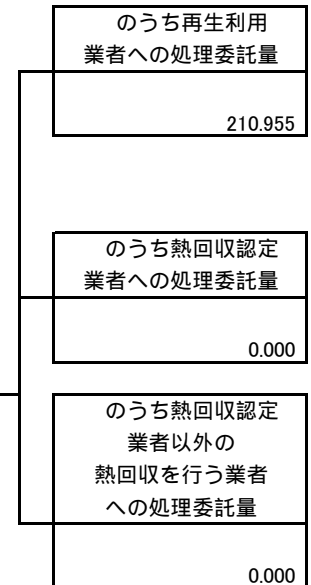 のうち再生利用
業者への処理委託量
210.955
のうち熱回収認定
業者への処理委託量
0.000
のうち熱回収認定
業者以外の
熱回収を行う業者
への処理委託量
0.000